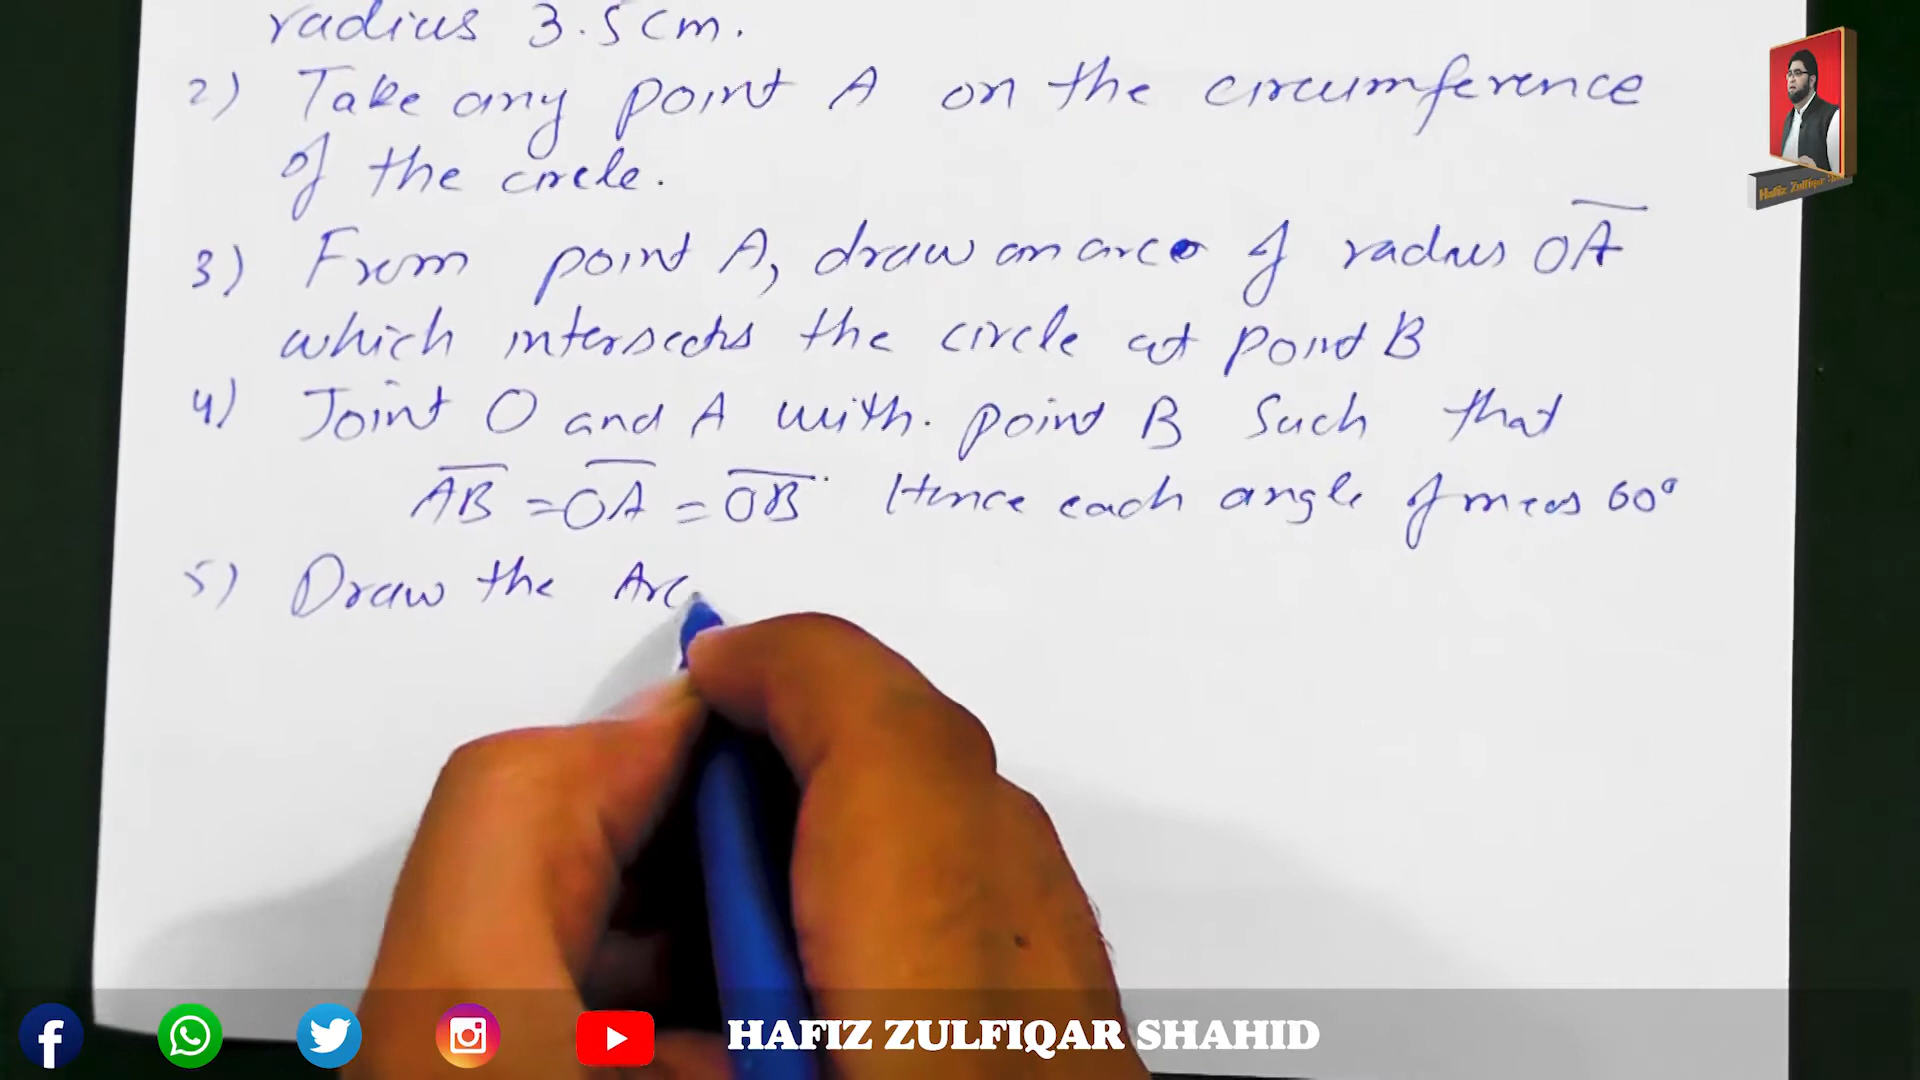 radius 3.5cm.
2) Take any point A on the circumference
of the circle.
3) From point A, draw an arc of radius OA
which intersects the circle at point B
4) Joint O and A with. point B Such that
AB = OA = OB Hence each angle of meas 60°
5) Draw the Arc
Hafiz Zulfiqar
HAFIZ ZULFIQAR SHAHID